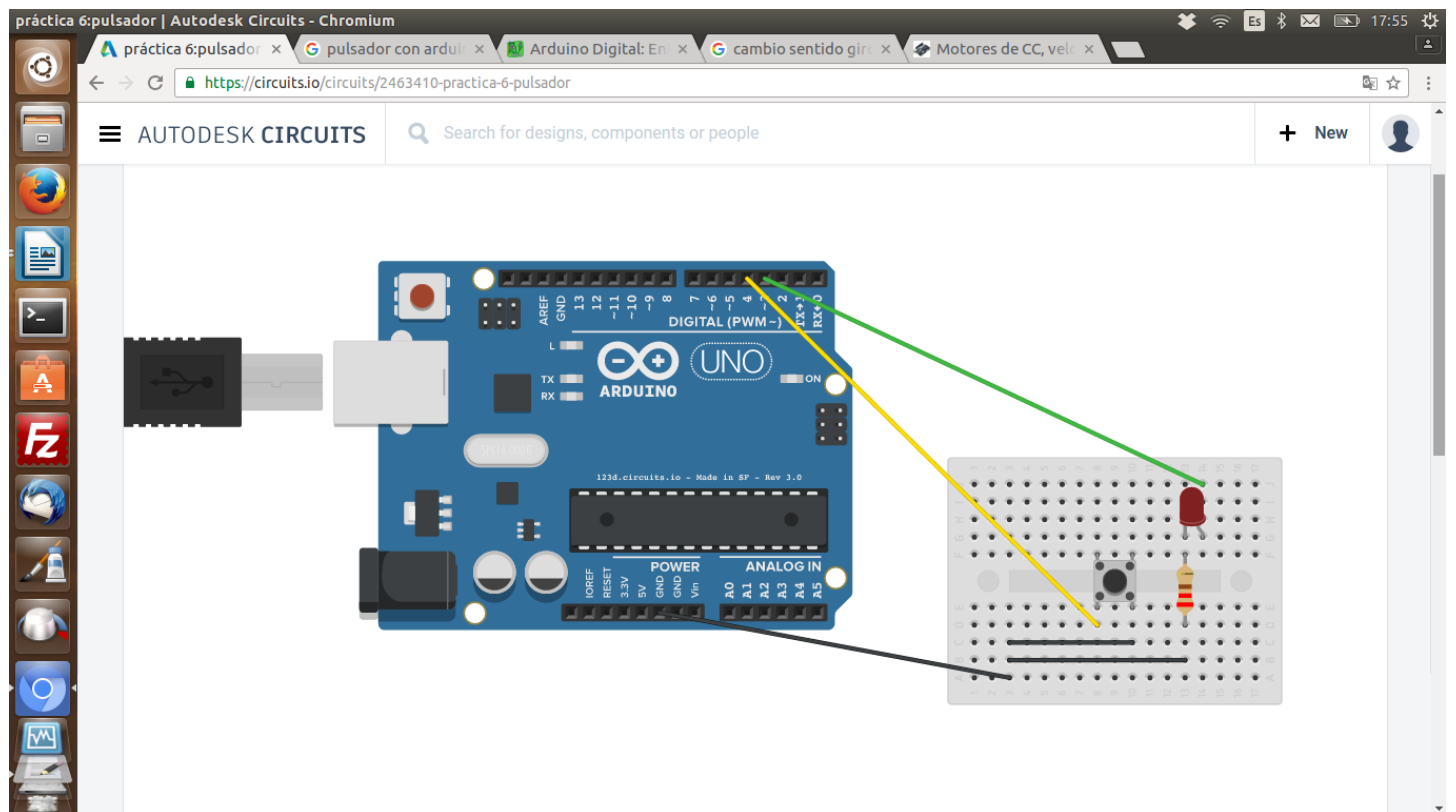 práctica 6:pulsador | Autodesk Circuits - Chromium
Es
17:55
práctica 6:pulsador
pulsador con ardui
Arduino Digital: En
cambio sentido gir
Motores de CC, velo
https://circuits.io/circuits/2463410-practica-6-pulsador
AUTODESK CIRCUITS
Search for designs, components or people
+ New
AREF
GND
13
12
~11
~10
~9
8
7
~6
~5
4
2
TX→1
RX←0
DIGITAL (PWM~)
L
TX
RX
ARDUINO
UNO
ON
123d.circuits.io - Made in SF - Rev 3.0
POWER
ANALOG IN
IOREF
RESET
3.3V
5V
GND
GND
Vin
A0
A1
A2
A3
A4
A5